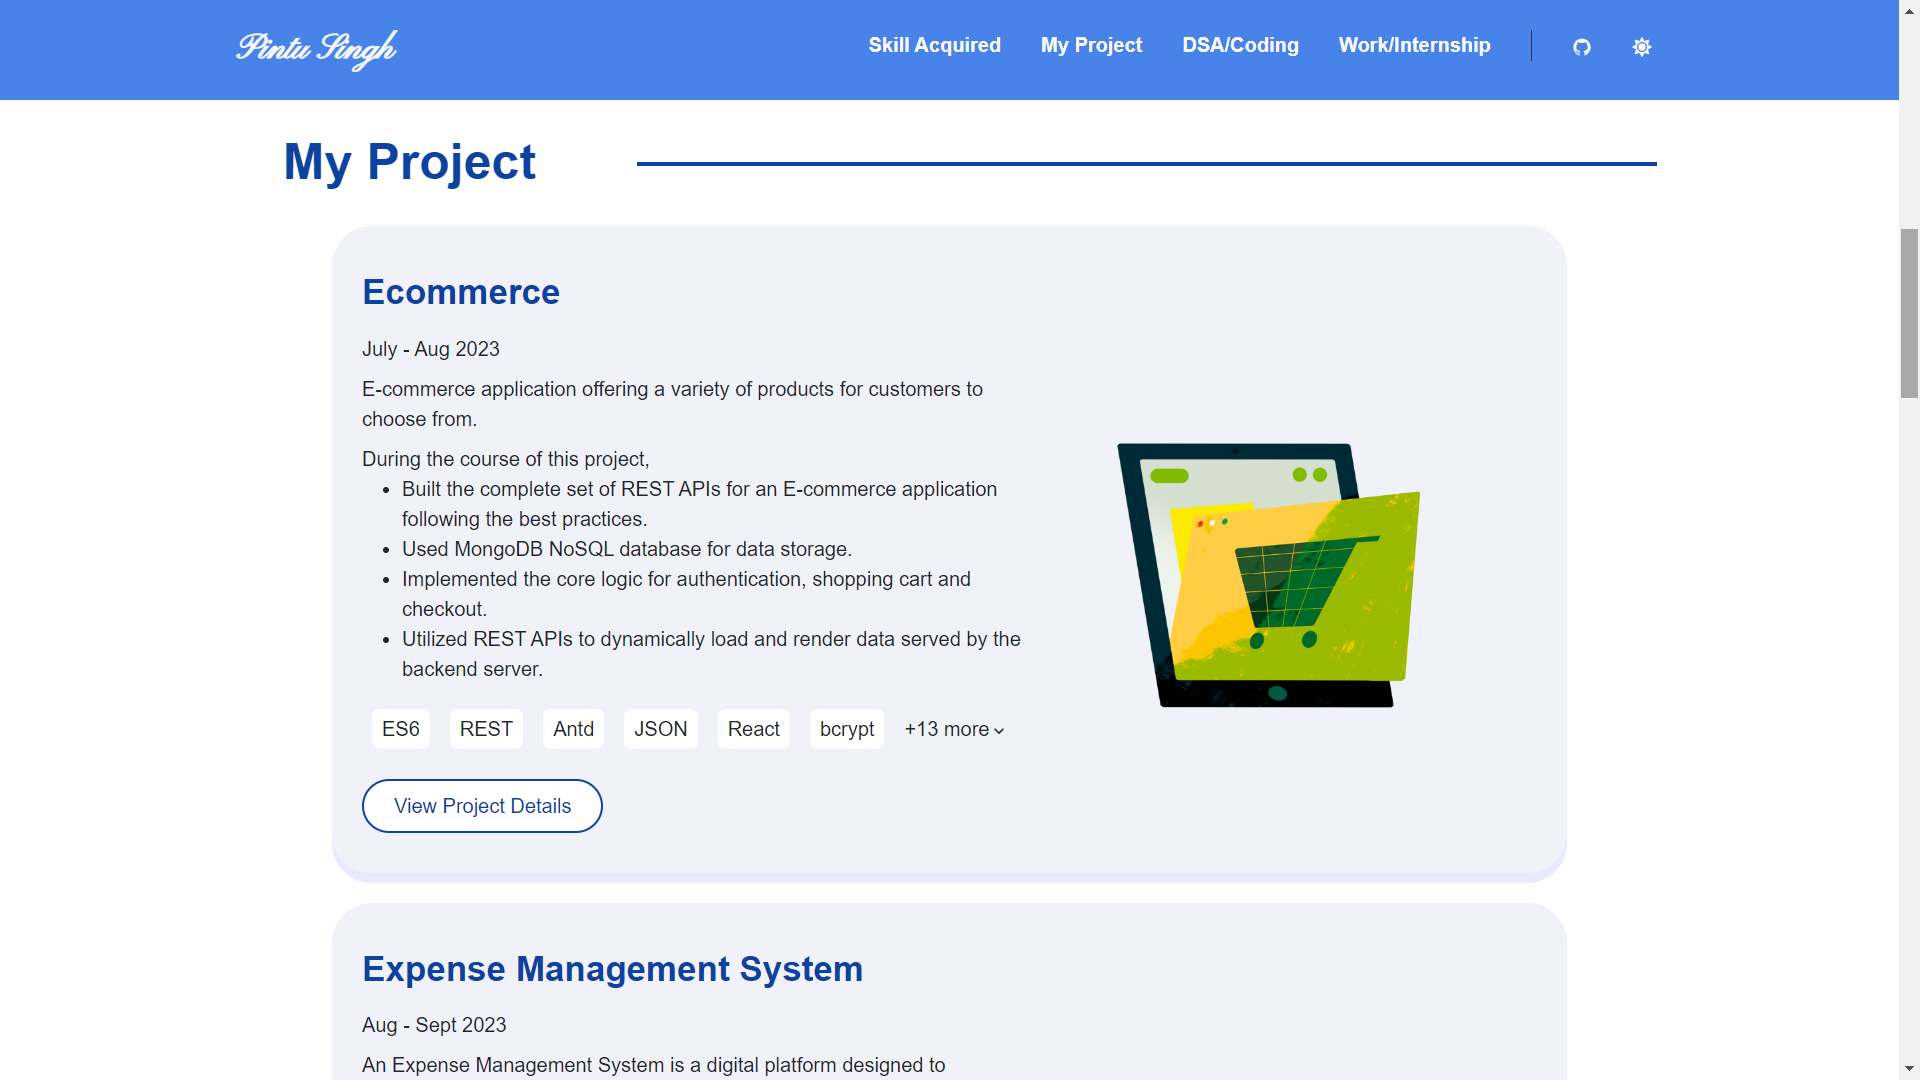 Pintu Singh
Skill Acquired
My Project
DSA/Coding
Work/Internship
My Project
Ecommerce
July - Aug 2023
E-commerce application offering a variety of products for customers to
choose from.
During the course of this project,
Built the complete set of REST APIs for an E-commerce application
following the best practices.
Used MongoDB NoSQL database for data storage.
Implemented the core logic for authentication, shopping cart and
checkout.
Utilized REST APIs to dynamically load and render data served by the
backend server.
ES6 REST Antd JSON React bcrypt +13 more
View Project Details
Expense Management System
Aug - Sept 2023
An Expense Management System is a digital platform designed to